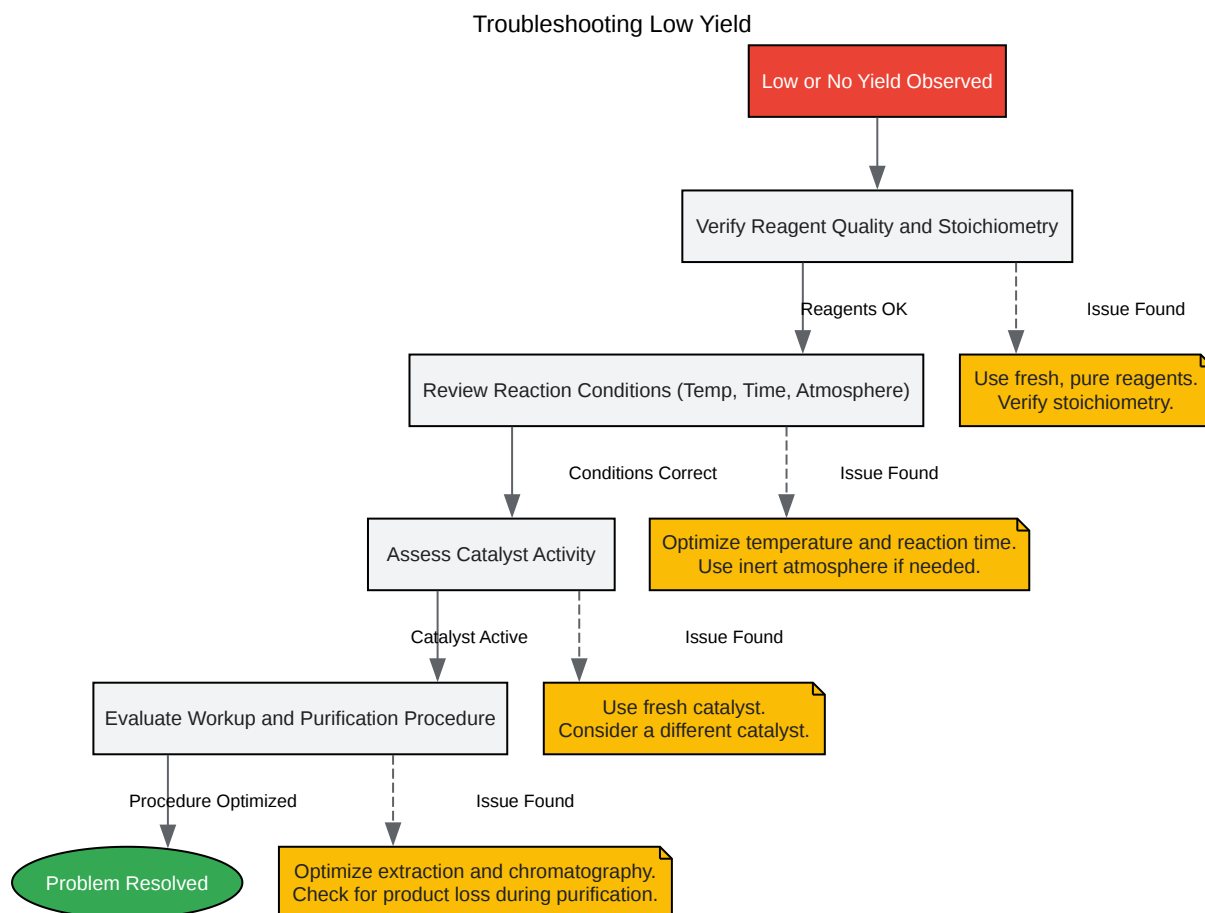 Troubleshooting Low Yield
Low or No Yield Observed
Verify Reagent Quality and Stoichiometry
Reagents OK
Issue Found
Review Reaction Conditions (Temp, Time, Atmosphere)
Use fresh, pure reagents.
Verify stoichiometry.
Conditions Correct
Issue Found
Assess Catalyst Activity
Optimize temperature and reaction time.
Use inert atmosphere if needed.
Catalyst Active
Issue Found
Evaluate Workup and Purification Procedure
Use fresh catalyst.
Consider a different catalyst.
Procedure Optimized
Issue Found
Problem Resolved
Optimize extraction and chromatography.
Check for product loss during purification.